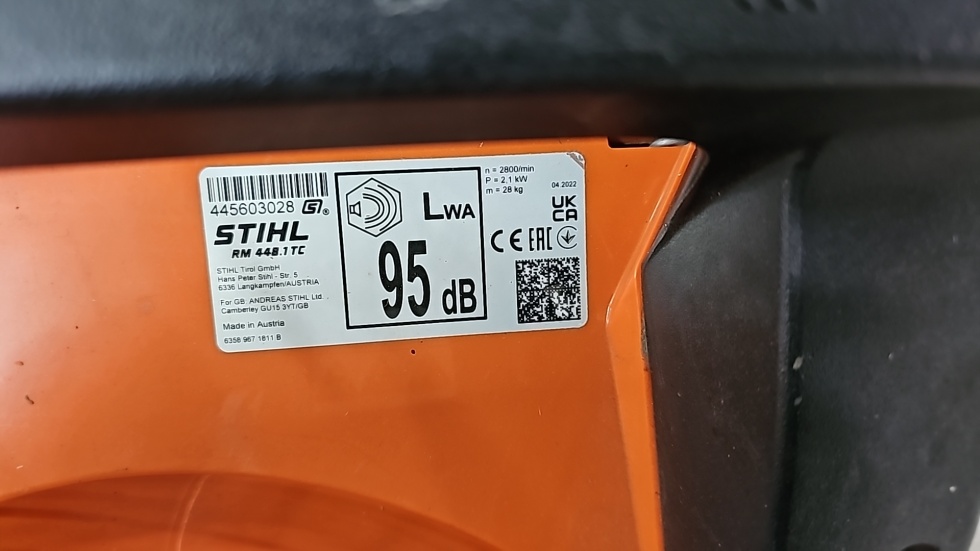 445603028 ®
STIHL
RM 448.1 TC
STIHL Tirol GmbH
Hans Peter Stihl - Str. 5
6336 Langkampfen/AUSTRIA
For GB: ANDREAS STIHL Ltd.
Camberley GU15 3YT/GB
Made in Austria
6358 967 1811 B
LWA
95 dB
n = 2800/min
P = 2,1 kW
m = 28 kg
04.2022
UK
CA
CE EAC